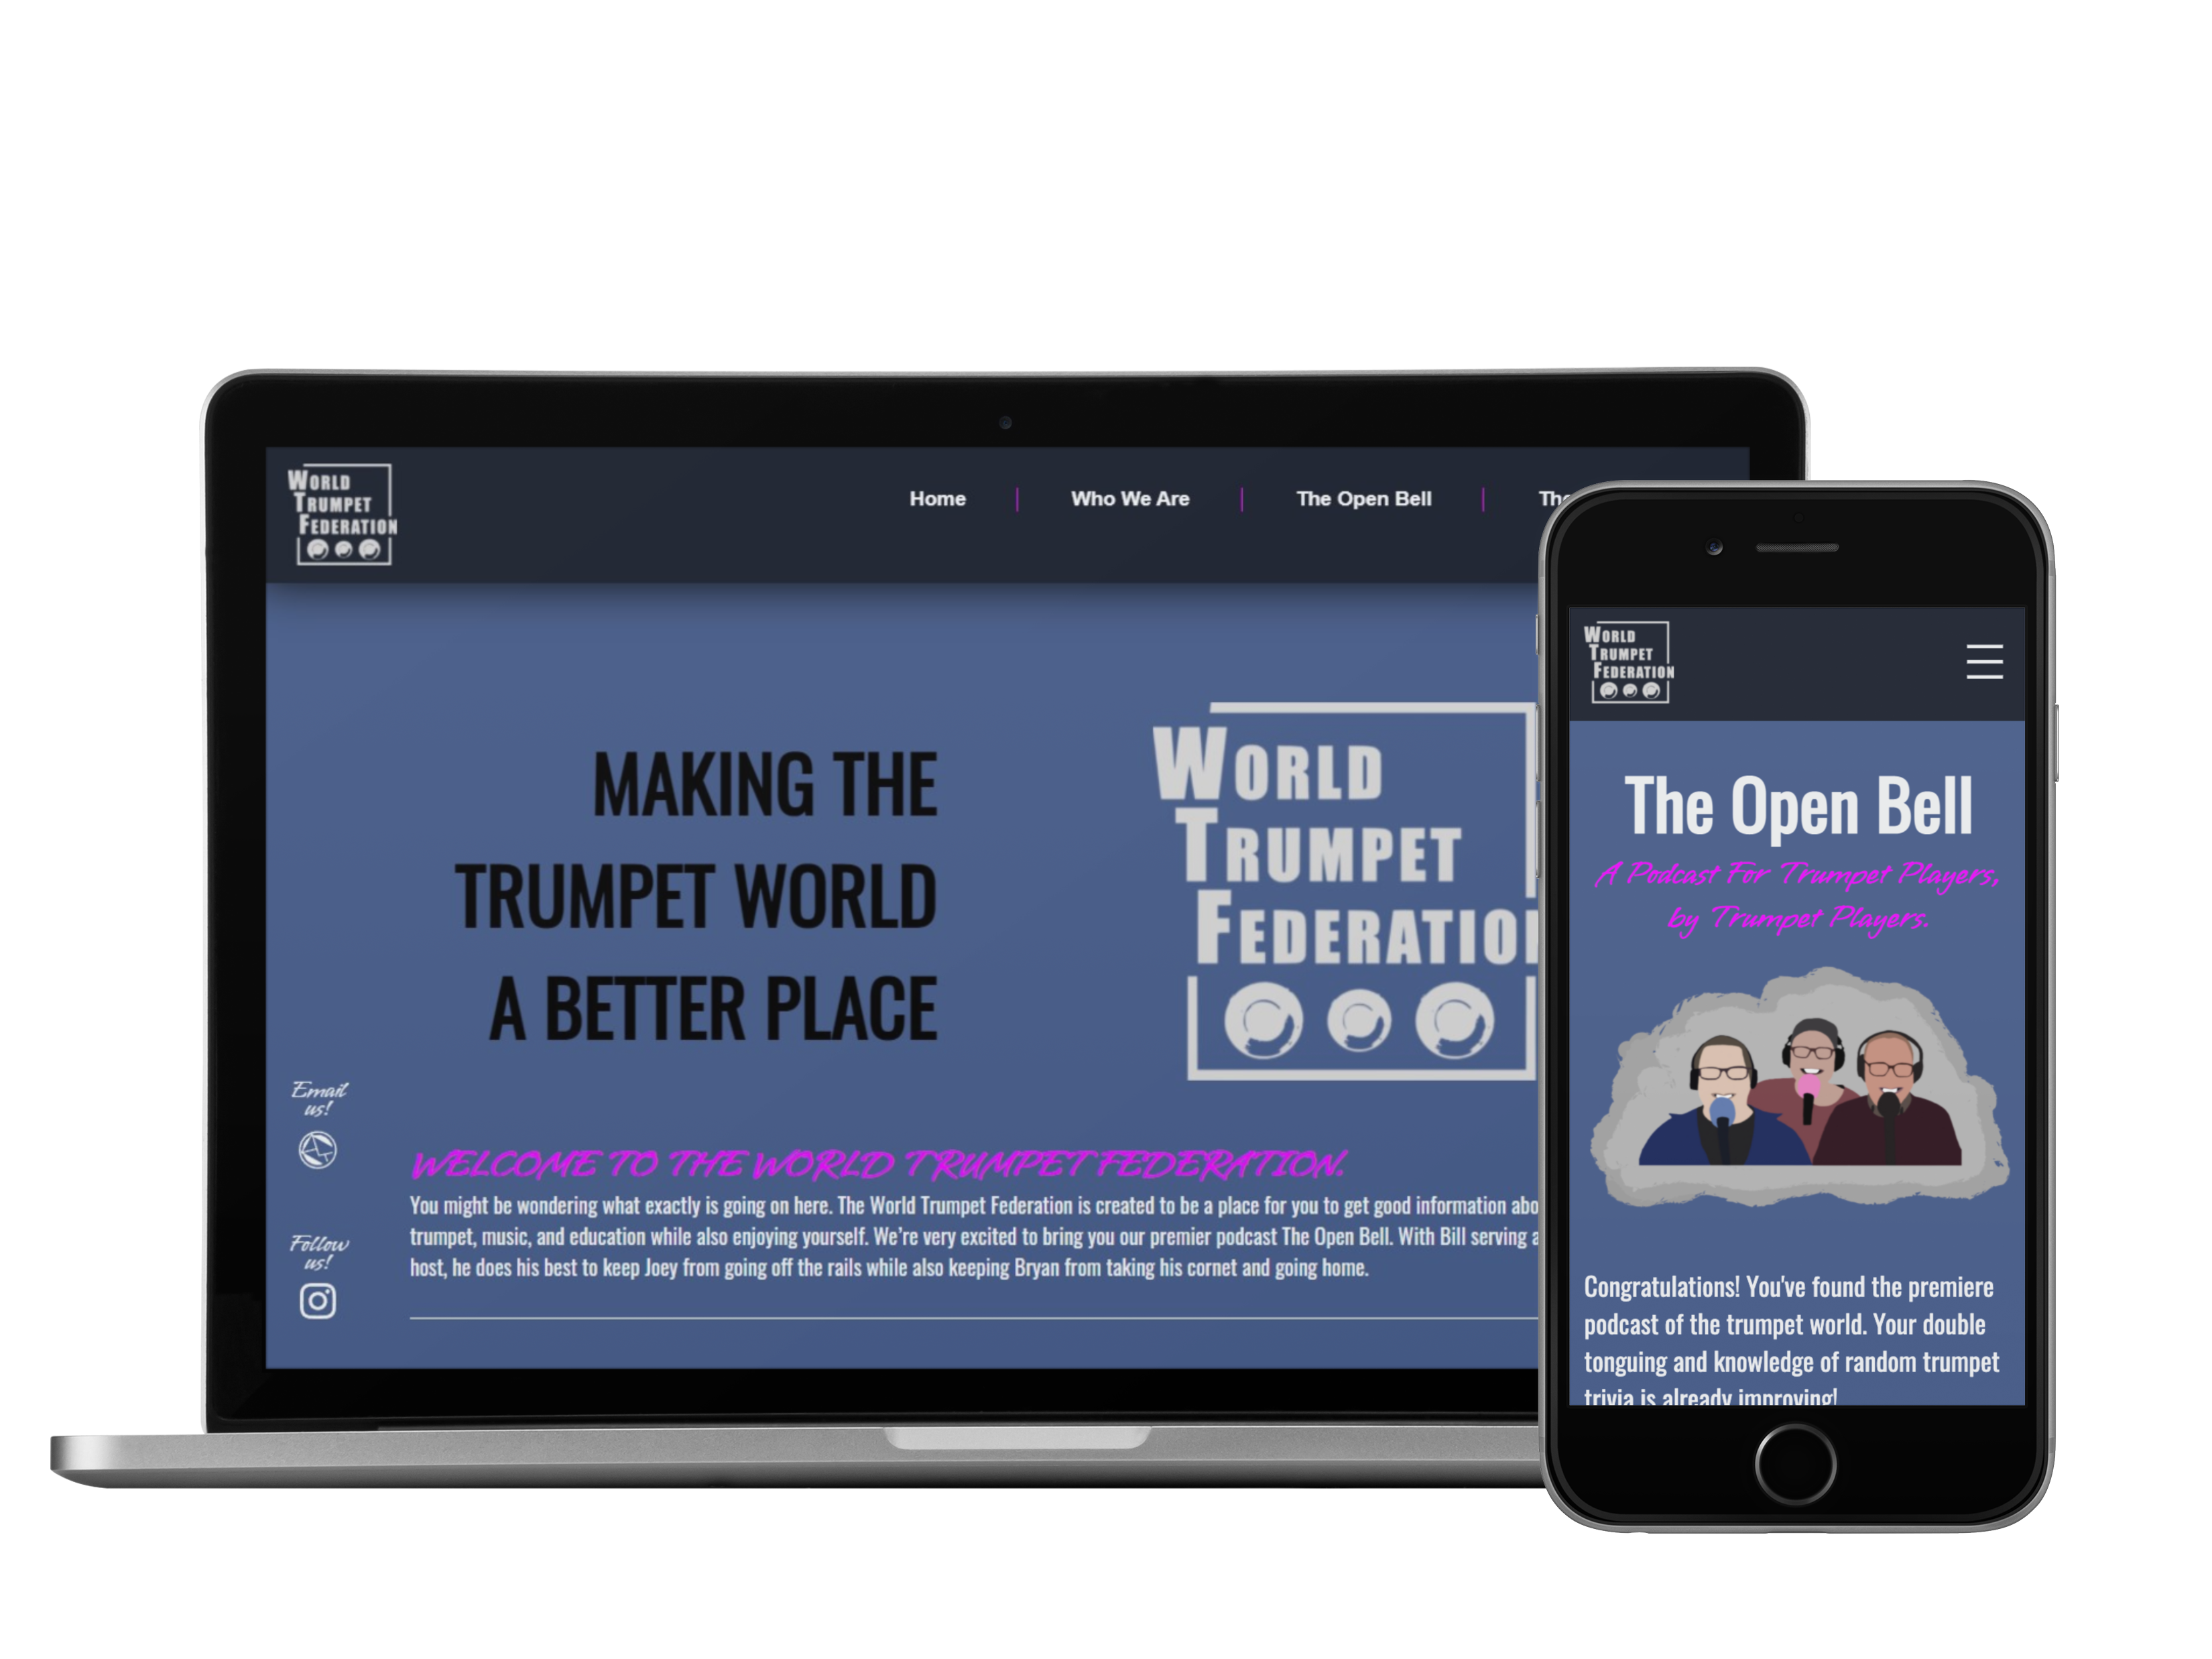 WORLD
TRUMPET
FEDERATION
Home
Who We Are
The Open Bell
The
MAKING THE
TRUMPET WORLD
A BETTER PLACE
WORLD
TRUMPET
FEDERATIO
Email
us!
Follow
us!
WELCOME TO THE WORLD TRUMPET FEDERATION.
You might be wondering what exactly is going on here. The World Trumpet Federation is created to be a place for you to get good information abo
trumpet, music, and education while also enjoying yourself. We're very excited to bring you our premier podcast The Open Bell. With Bill serving a
host, he does his best to keep Joey from going off the rails while also keeping Bryan from taking his cornet and going home.
WORLD
TRUMPET
FEDERATION
The Open Bell
A Podcast For Trumpet Players,
by Trumpet Players.
Congratulations! You've found the premiere
podcast of the trumpet world. Your double
tonguing and knowledge of random trumpet
trivia is already improving!